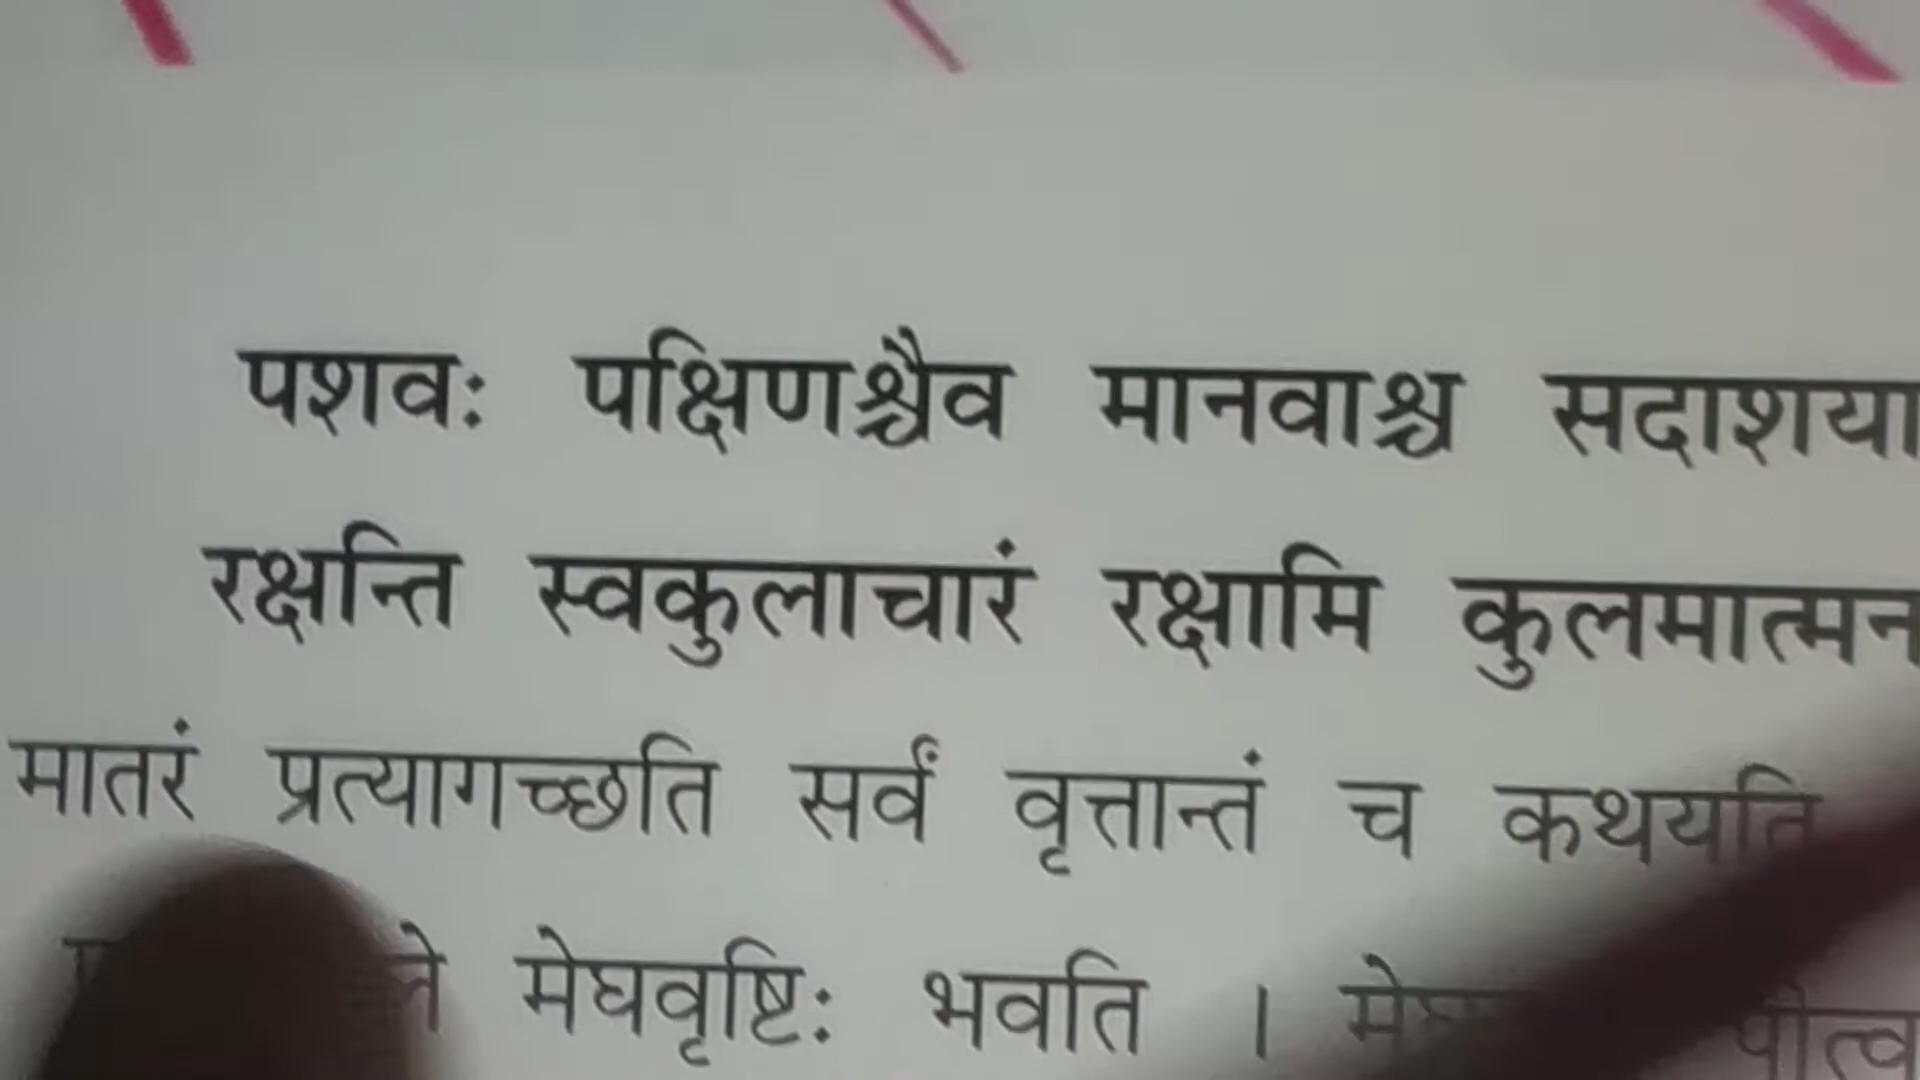 पशवः पक्षिणश्चैव मानवाश्च सदाशया
रक्षन्ति स्वकुलाचारं रक्षामि कुलमात्मन
मातरं प्रत्यागच्छति सर्वं वृत्तान्तं च कथयति
मेघवृष्टिः भवति ।